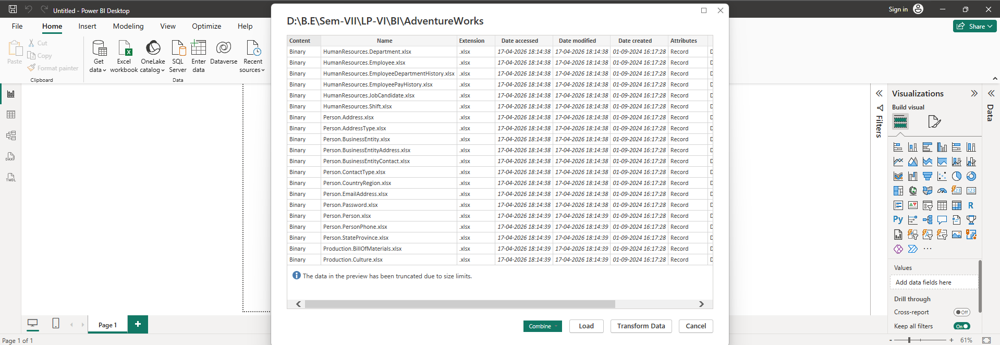 Untitled - Power BI Desktop
Sign in
File Home Insert Modeling View Optimize Help
Share
Paste
Cut
Copy
Format painter
Clipboard
Get data
Excel workbook
OneLake catalog
SQL Server
Enter data
Dataverse
Recent sources
Data
D:\B.E\Sem-VII\LP-VI\BI\AdventureWorks
Content Name Extension Date accessed Date modified Date created Attributes
Binary HumanResources.Department.xlsx .xlsx 17-04-2026 18:14:38 17-04-2026 18:14:38 01-09-2024 16:17:28 Record D
Binary HumanResources.Employee.xlsx .xlsx 17-04-2026 18:14:38 17-04-2026 18:14:38 01-09-2024 16:17:28 Record D
Binary HumanResources.EmployeeDepartmentHistory.xlsx .xlsx 17-04-2026 18:14:38 17-04-2026 18:14:38 01-09-2024 16:17:28 Record D
Binary HumanResources.EmployeePayHistory.xlsx .xlsx 17-04-2026 18:14:38 17-04-2026 18:14:38 01-09-2024 16:17:28 Record D
Binary HumanResources.JobCandidate.xlsx .xlsx 17-04-2026 18:14:38 17-04-2026 18:14:38 01-09-2024 16:17:28 Record D
Binary HumanResources.Shift.xlsx .xlsx 17-04-2026 18:14:38 17-04-2026 18:14:38 01-09-2024 16:17:28 Record D
Binary Person.Address.xlsx .xlsx 17-04-2026 18:14:38 17-04-2026 18:14:38 01-09-2024 16:17:28 Record D
Binary Person.AddressType.xlsx .xlsx 17-04-2026 18:14:38 17-04-2026 18:14:38 01-09-2024 16:17:28 Record D
Binary Person.BusinessEntity.xlsx .xlsx 17-04-2026 18:14:38 17-04-2026 18:14:38 01-09-2024 16:17:28 Record D
Binary Person.BusinessEntityAddress.xlsx .xlsx 17-04-2026 18:14:38 17-04-2026 18:14:38 01-09-2024 16:17:28 Record D
Binary Person.BusinessEntityContact.xlsx .xlsx 17-04-2026 18:14:38 17-04-2026 18:14:38 01-09-2024 16:17:28 Record D
Binary Person.ContactType.xlsx .xlsx 17-04-2026 18:14:38 17-04-2026 18:14:38 01-09-2024 16:17:28 Record D
Binary Person.CountryRegion.xlsx .xlsx 17-04-2026 18:14:38 17-04-2026 18:14:38 01-09-2024 16:17:28 Record D
Binary Person.EmailAddress.xlsx .xlsx 17-04-2026 18:14:38 17-04-2026 18:14:38 01-09-2024 16:17:28 Record D
Binary Person.Password.xlsx .xlsx 17-04-2026 18:14:38 17-04-2026 18:14:38 01-09-2024 16:17:28 Record D
Binary Person.Person.xlsx .xlsx 17-04-2026 18:14:39 17-04-2026 18:14:39 01-09-2024 16:17:28 Record D
Binary Person.PersonPhone.xlsx .xlsx 17-04-2026 18:14:39 17-04-2026 18:14:39 01-09-2024 16:17:28 Record D
Binary Person.StateProvince.xlsx .xlsx 17-04-2026 18:14:39 17-04-2026 18:14:39 01-09-2024 16:17:28 Record D
Binary Production.BillOfMaterials.xlsx .xlsx 17-04-2026 18:14:39 17-04-2026 18:14:39 01-09-2024 16:17:28 Record D
Binary Production.Culture.xlsx .xlsx 17-04-2026 18:14:39 17-04-2026 18:14:39 01-09-2024 16:17:28 Record D
The data in the preview has been truncated due to size limits.
Combine Load Transform Data Cancel
DAX
TMDL
Filters
Visualizations
Build visual
123
123
R
Py
Values
Add data fields here
Drill through
Cross-report Off
Keep all filters On
Data
Page 1 +
Page 1 of 1
- + 61%